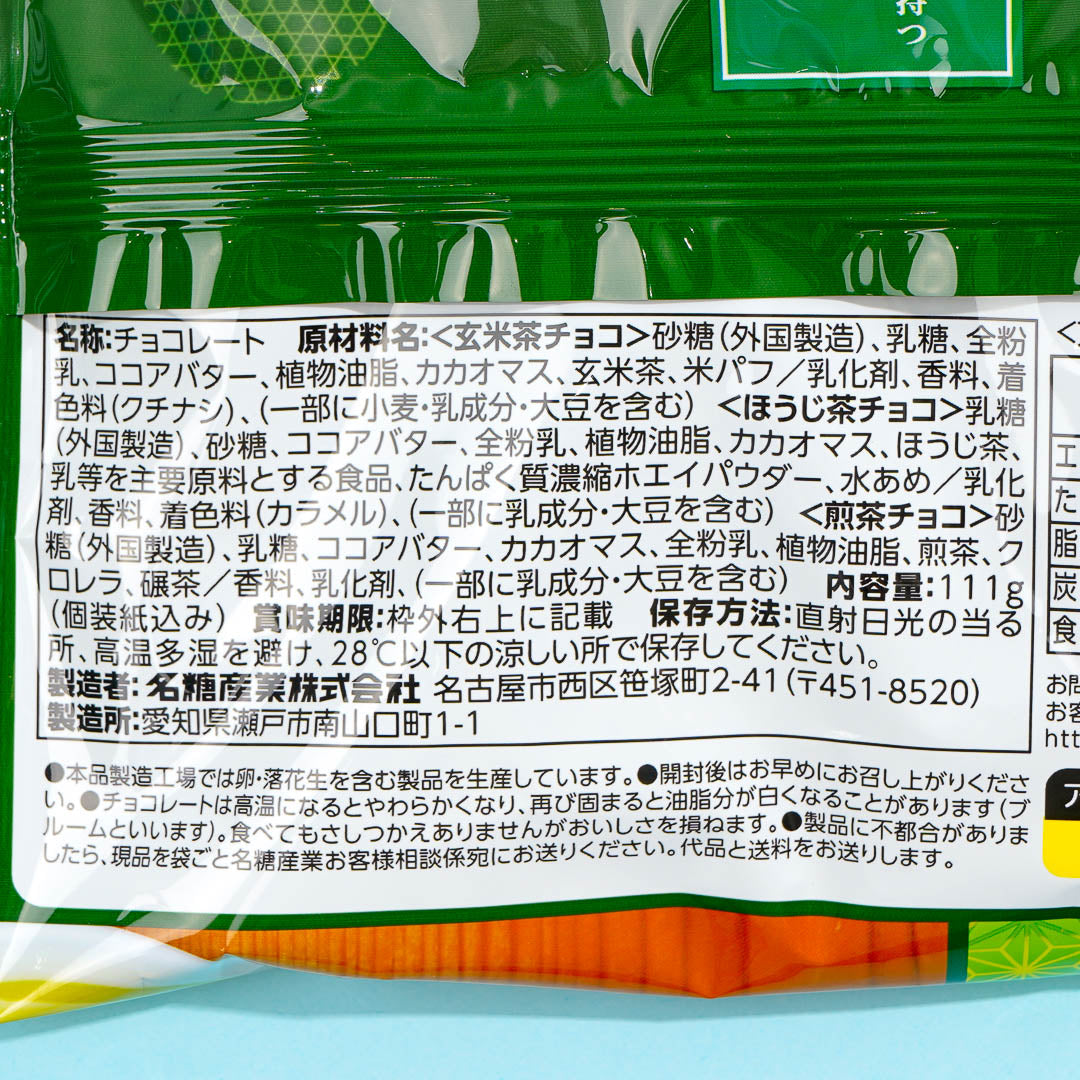 持つ
名称:チョコレート 原材料名:<玄米茶チョコ>砂糖(外国製造)、乳糖、全粉
乳、ココアバター、植物油脂、カカオマス、玄米茶、米パフ/乳化剤、香料、着
色料(クチナシ)、(一部に小麦・乳成分・大豆を含む) <ほうじ茶チョコ>乳糖
(外国製造)、砂糖、ココアバター、全粉乳、植物油脂、カカオマス、ほうじ茶、
乳等を主要原料とする食品、たんぱく質濃縮ホエイパウダー、水あめ/乳化
剤、香料、着色料(カラメル)、(一部に乳成分・大豆を含む) <煎茶チョコ>砂
糖(外国製造)、乳糖、ココアバター、カカオマス、全粉乳、植物油脂、煎茶、ク
ロレラ、碾茶/香料、乳化剤、(一部に乳成分・大豆を含む) 内容量:111g
(個装紙込み) 賞味期限:枠外右上に記載 保存方法:直射日光の当る
所、高温多湿を避け、28℃以下の涼しい所で保存してください。
製造者:名糖産業株式会社 名古屋市西区笹塚町2-41(〒451-8520)
製造所:愛知県瀬戸市南山口町1-1
●本品製造工場では卵・落花生を含む製品を生産しています。●開封後はお早めにお召し上がりくださ
い。●チョコレートは高温になるとやわらかくなり、再び固まると油脂分が白くなることがあります(ブ
ルームといいます)。食べてもさしつかえありませんがおいしさを損ねます。●製品に不都合がありま
したら、現品を袋ごと名糖産業お客様相談係宛にお送りください。代品と送料をお送りします。
エ
た
脂
炭
食
お問
お客
htt
ア